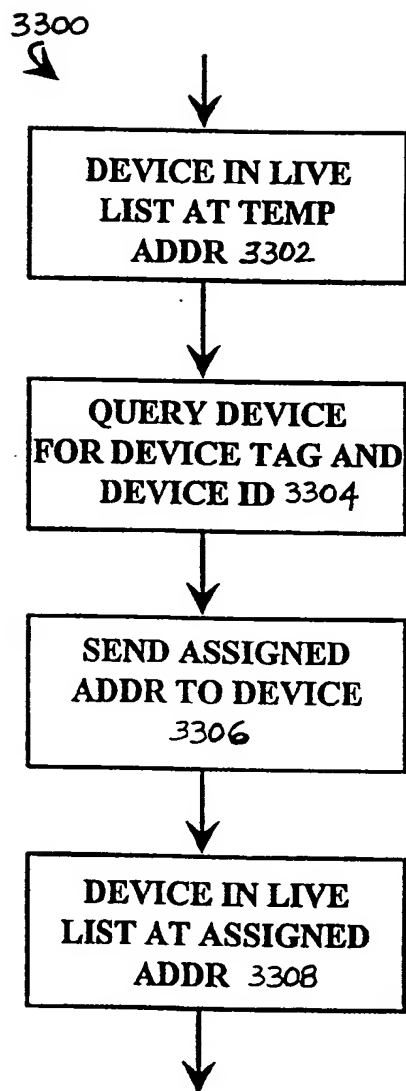 3300
DEVICE IN LIVE
LIST AT TEMP
ADDR 3302
QUERY DEVICE
FOR DEVICE TAG AND
DEVICE ID 3304
SEND ASSIGNED
ADDR TO DEVICE
3306
DEVICE IN LIVE
LIST AT ASSIGNED
ADDR 3308